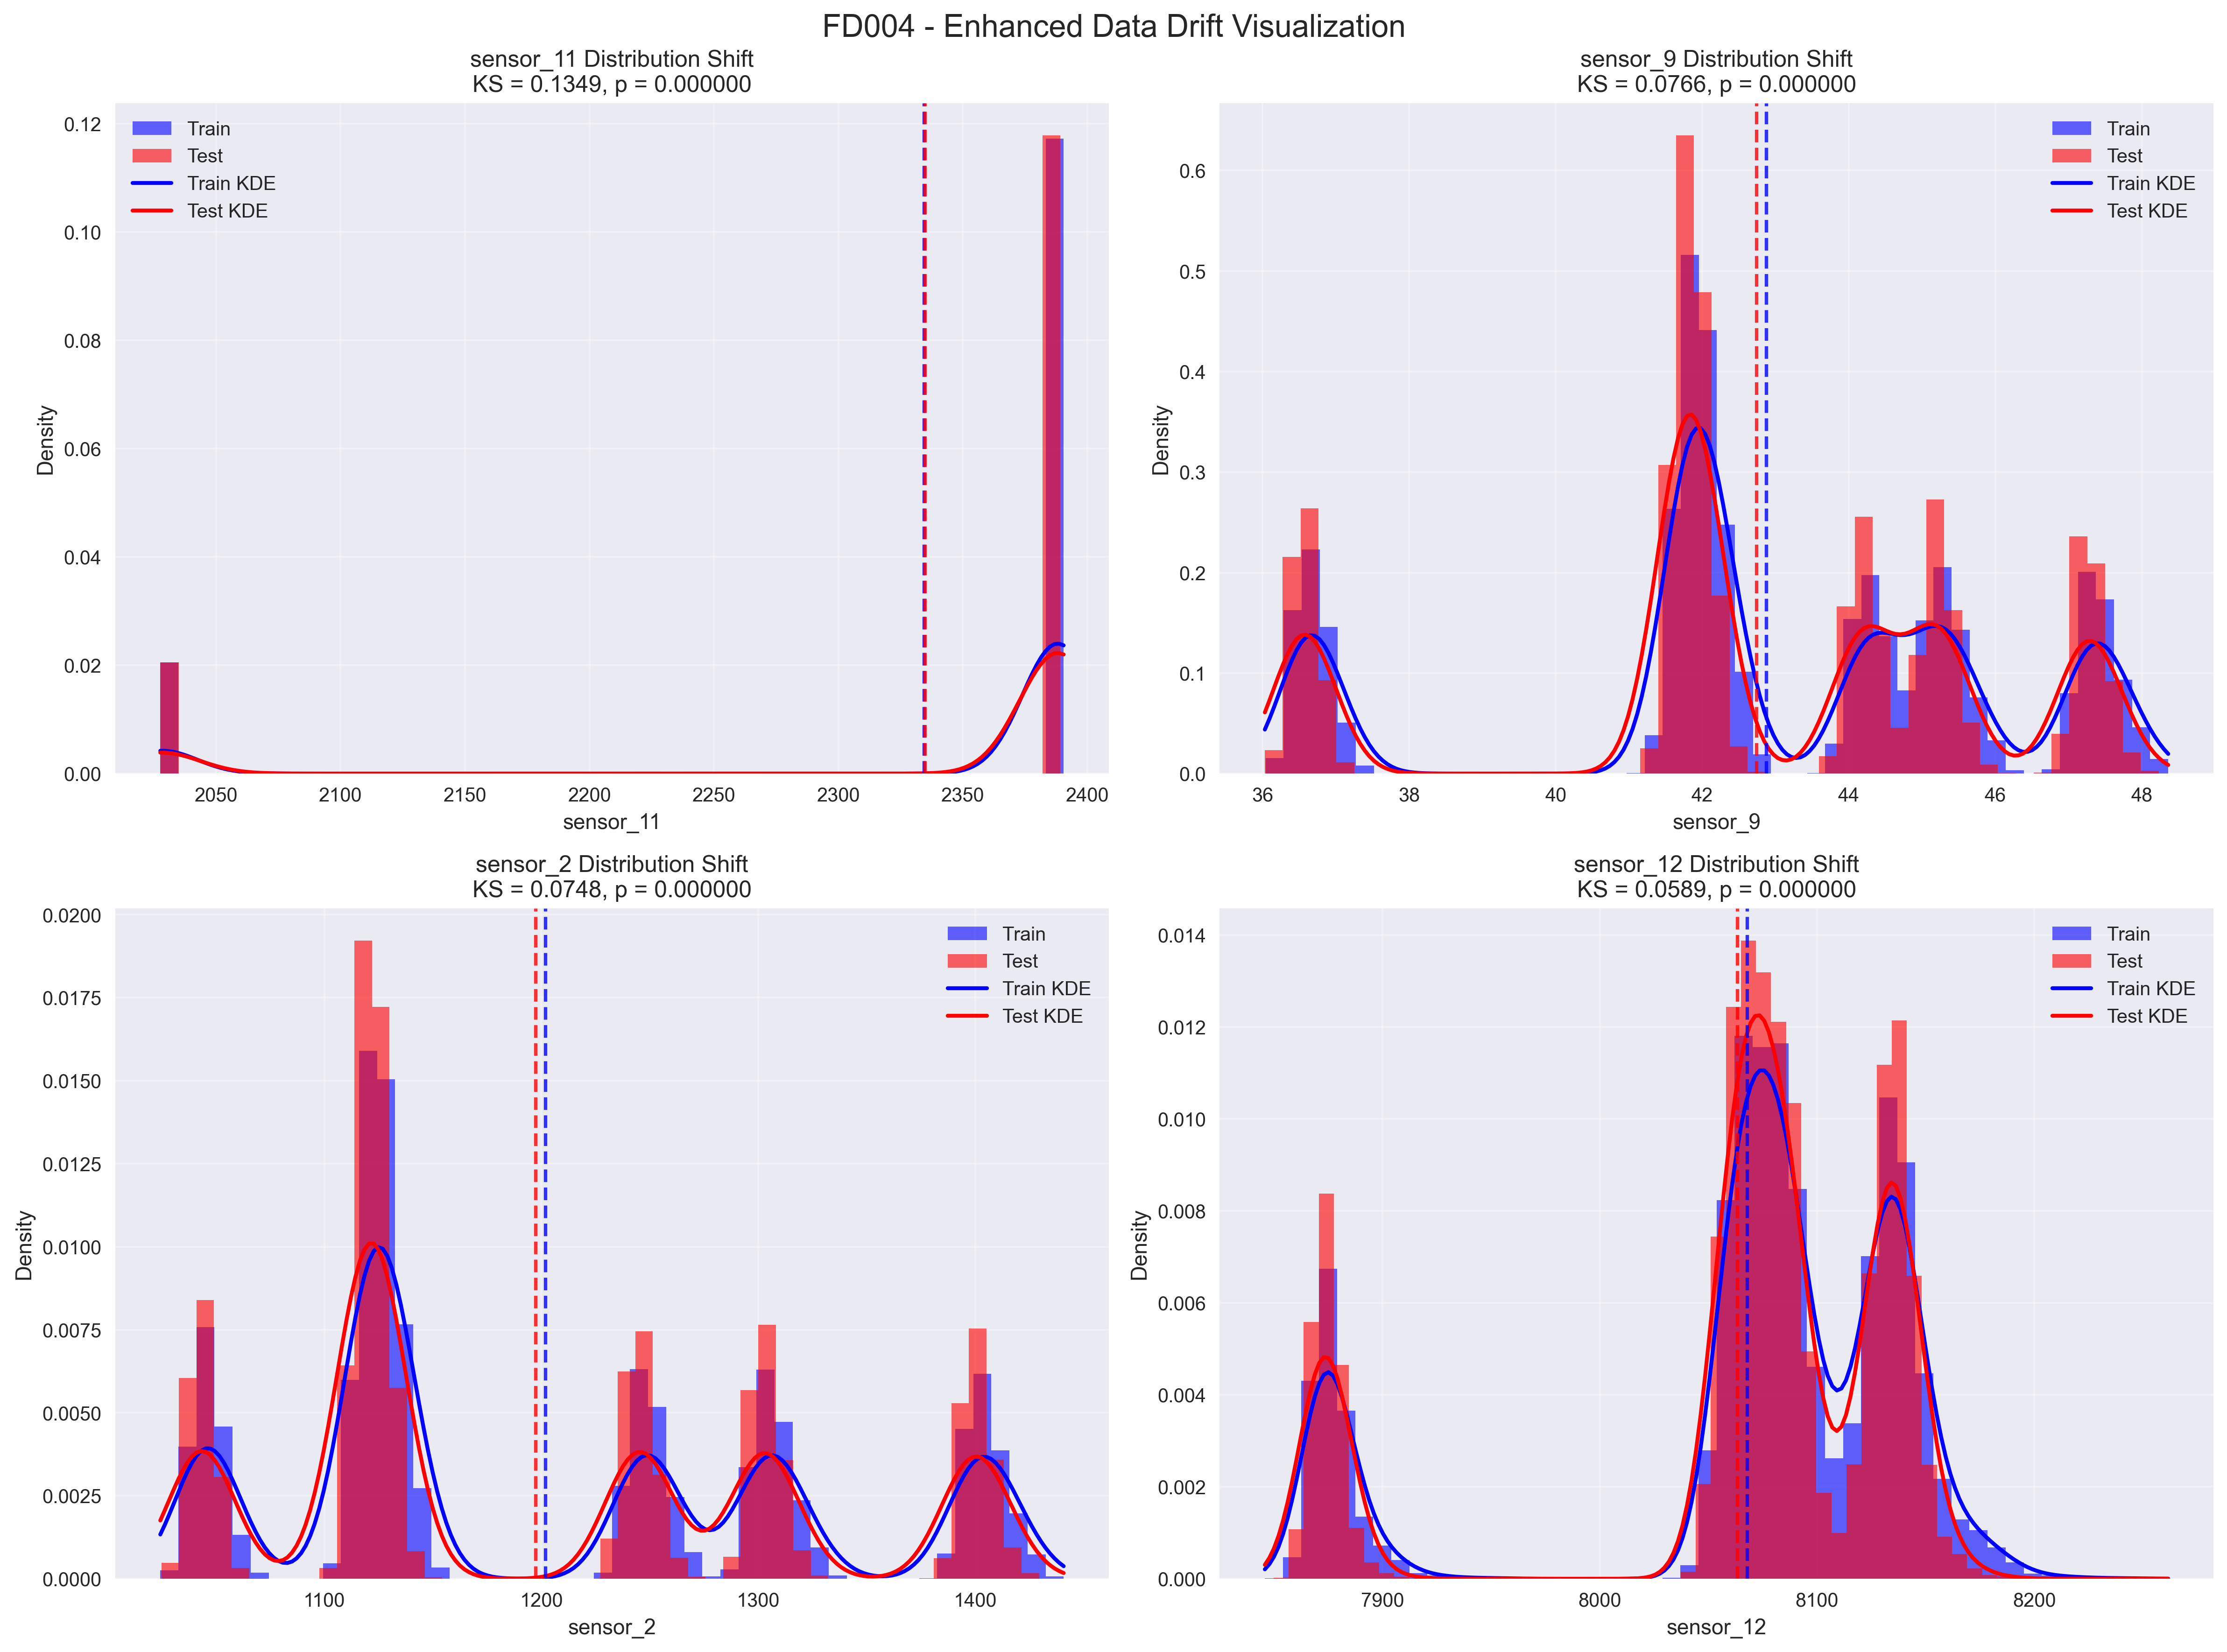 FD004 - Enhanced Data Drift Visualization
sensor_11 Distribution Shift
KS = 0.1349, p = 0.000000
Train
Test
Train KDE
Test KDE
0.12
0.10
0.08
0.06
0.04
0.02
0.00
Density
2050
2100
2150
2200
2250
2300
2350
2400
sensor_11
sensor_9 Distribution Shift
KS = 0.0766, p = 0.000000
Train
Test
Train KDE
Test KDE
0.6
0.5
0.4
0.3
0.2
0.1
0.0
Density
36
38
40
42
44
46
48
sensor_9
sensor_2 Distribution Shift
KS = 0.0748, p = 0.000000
Train
Test
Train KDE
Test KDE
0.0200
0.0175
0.0150
0.0125
0.0100
0.0075
0.0050
0.0025
0.0000
Density
1100
1200
1300
1400
sensor_2
sensor_12 Distribution Shift
KS = 0.0589, p = 0.000000
Train
Test
Train KDE
Test KDE
0.014
0.012
0.010
0.008
0.006
0.004
0.002
0.000
Density
7900
8000
8100
8200
sensor_12